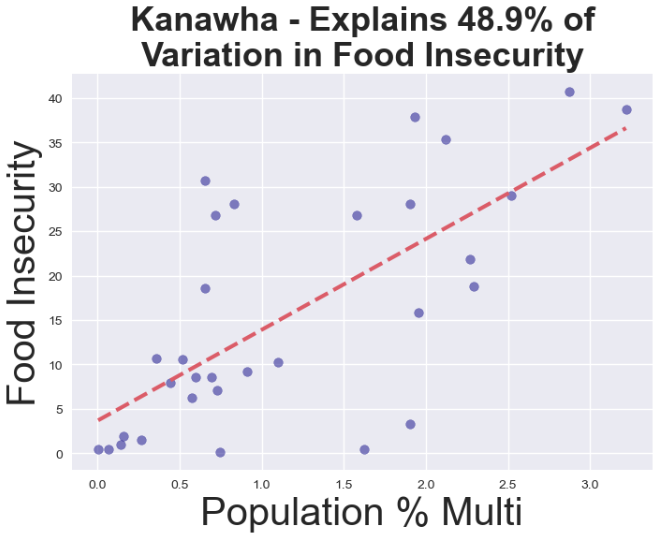 Kanawha - Explains 48.9% of
Variation in Food Insecurity
Food Insecurity
40
35
30
25
20
15
10
5
0
0.0 0.5 1.0 1.5 2.0 2.5 3.0
Population % Multi